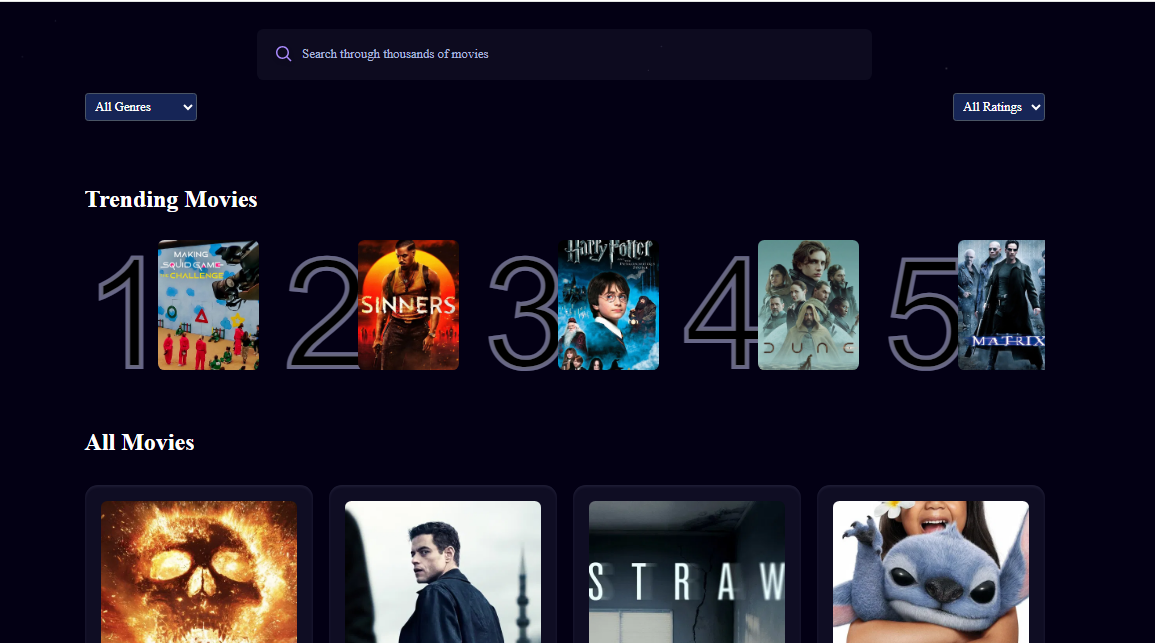 Search through thousands of movies
All Genres
All Ratings
Trending Movies
1
MAKING
SQUID GAME
CHALLENGE
2
SINNERS
3
Harry Potter
4
DUNE
5
MATRIX
All Movies
STRAW